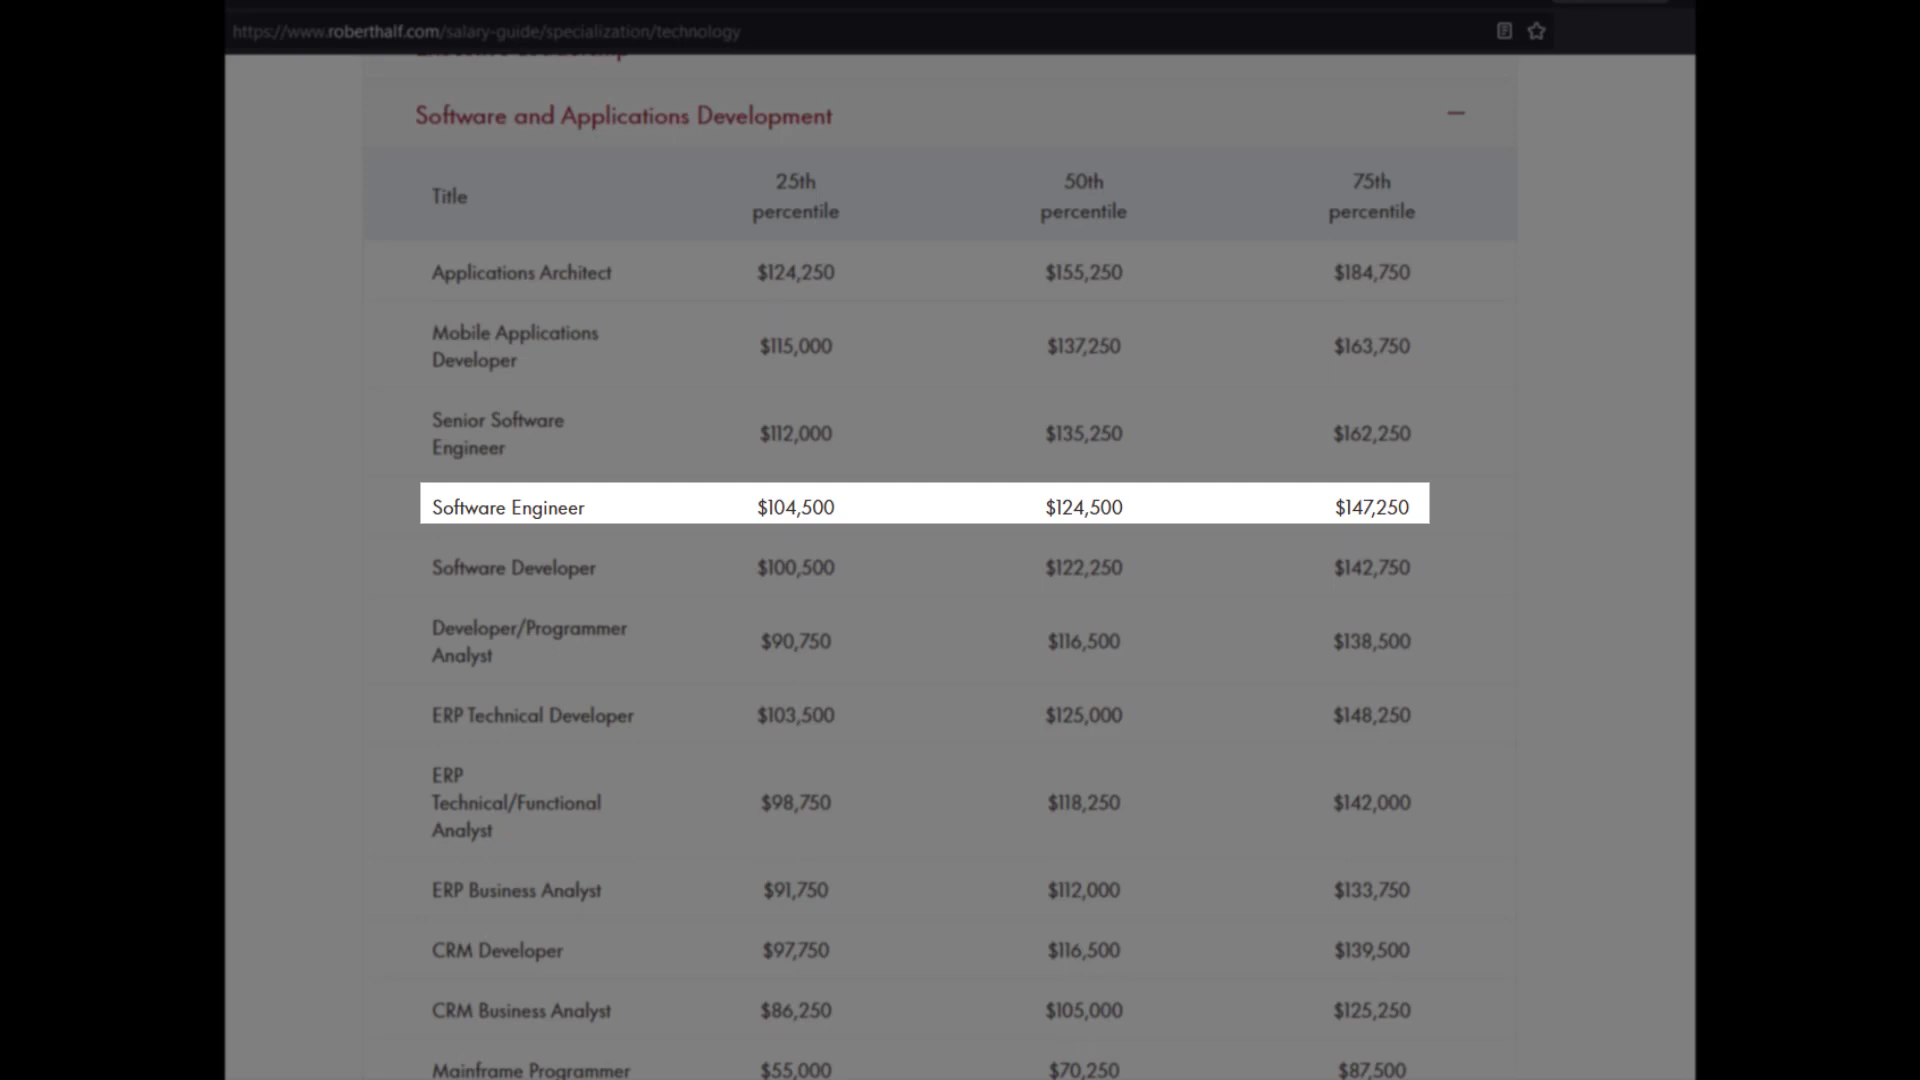 https://www.roberthalf.com/salary-guide/specialization/technology
Software and Applications Development
Title 25th percentile 50th percentile 75th percentile
Applications Architect $124,250 $155,250 $184,750
Mobile Applications
Developer $115,000 $137,250 $163,750
Senior Software
Engineer $112,000 $135,250 $162,250
Software Engineer $104,500 $124,500 $147,250
Software Developer $100,500 $122,250 $142,750
Developer/Programmer
Analyst $90,750 $116,500 $138,500
ERP Technical Developer $103,500 $125,000 $148,250
ERP
Technical/Functional
Analyst $98,750 $118,250 $142,000
ERP Business Analyst $91,750 $112,000 $133,750
CRM Developer $97,750 $116,500 $139,500
CRM Business Analyst $86,250 $105,000 $125,250
Mainframe Programmer $55,000 $70,250 $87,500